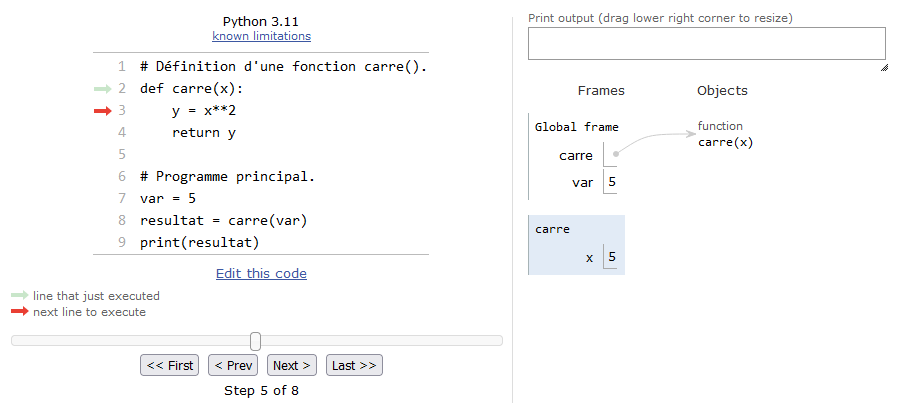 Python 3.11
known limitations
1 # Définition d'une fonction carre().
2 def carre(x):
3     y = x**2
4     return y
5
6 # Programme principal.
7 var = 5
8 resultat = carre(var)
9 print(resultat)
Edit this code
line that just executed
next line to execute
<< First < Prev Next > Last >>
Step 5 of 8
Print output (drag lower right corner to resize)
Frames Objects
Global frame
carre
var 5
function
carre(x)
carre
x 5